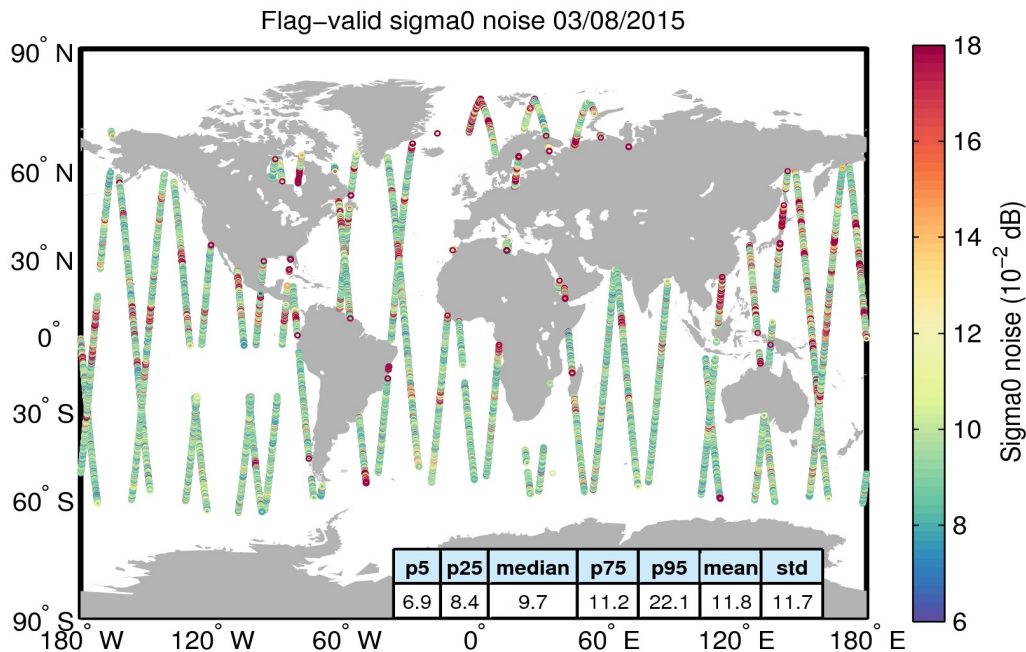 Flag−valid sigma0 noise 03/08/2015
90° N
60° N
30° N
0°
30° S
60° S
90° S
180° W
120° W
60° W
0°
60° E
120° E
180° E
p5 p25 median p75 p95 mean std
6.9 8.4 9.7 11.2 22.1 11.8 11.7
18
16
14
12
10
8
6
Sigma0 noise (10⁻² dB)